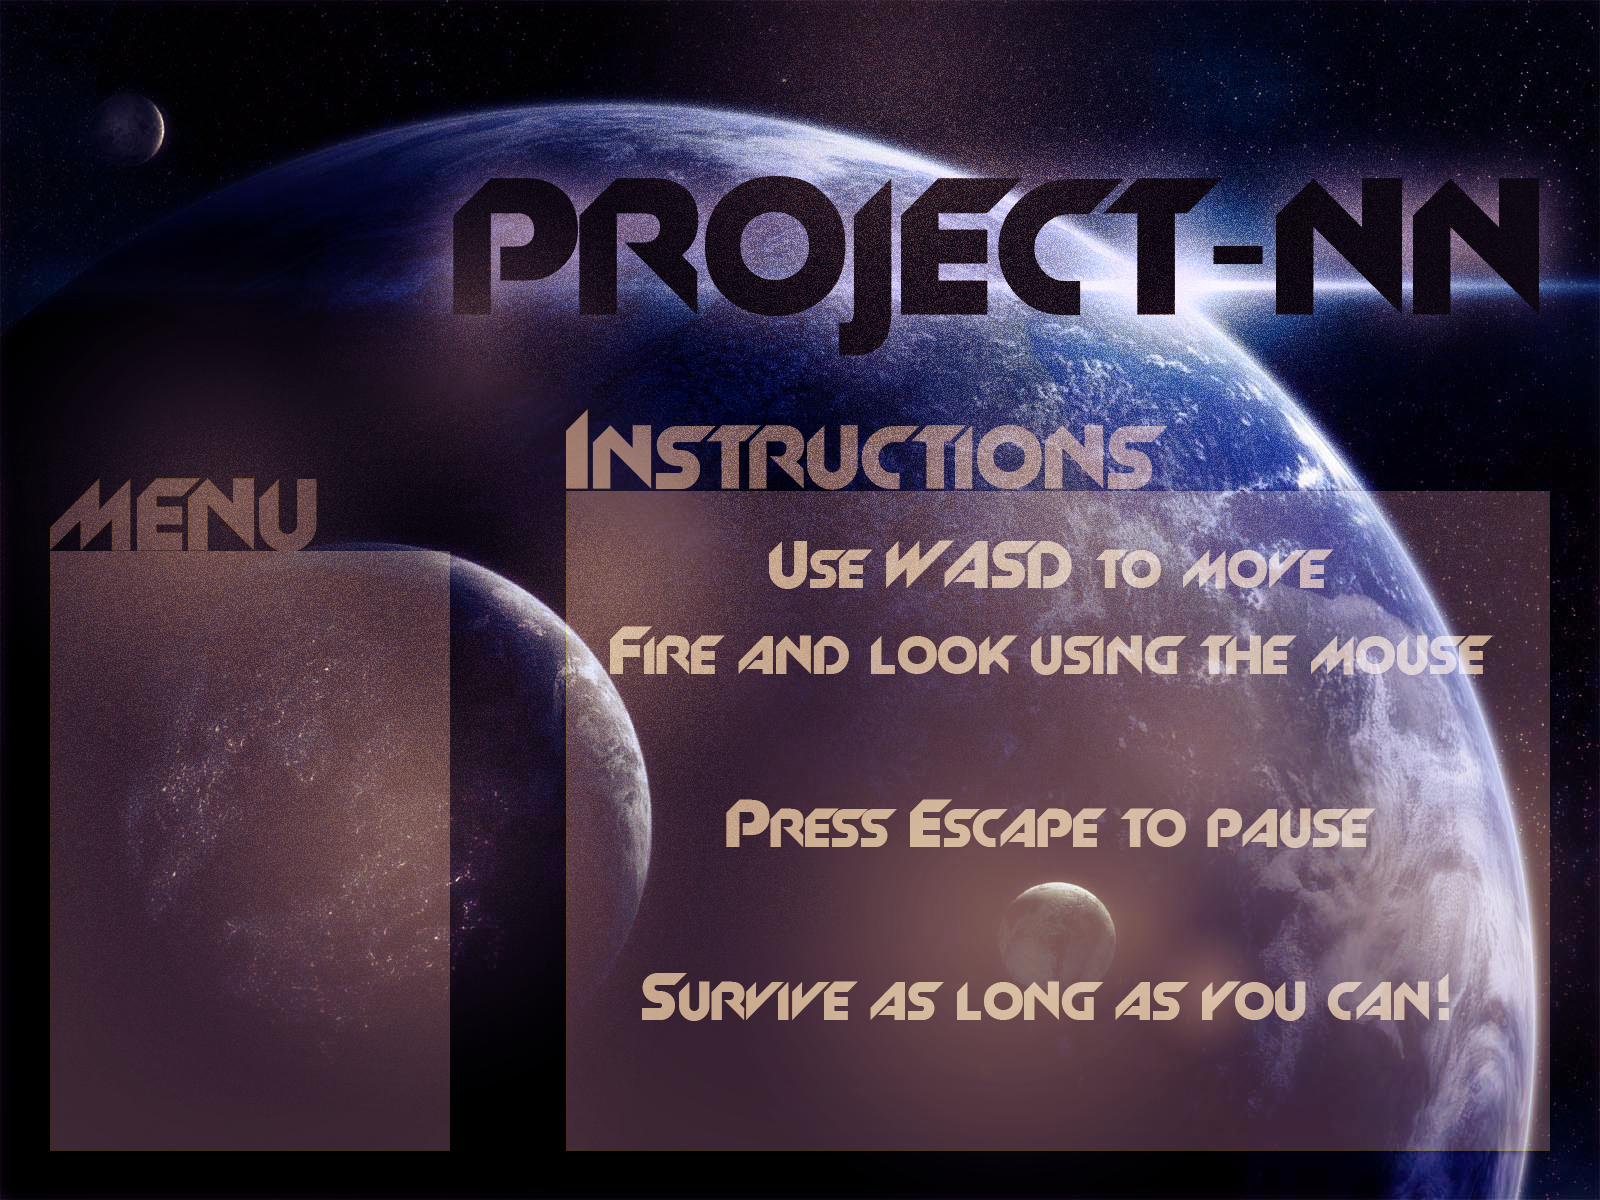 PROJECT-NN
MENU
INSTRUCTIONS
USE WASD TO MOVE
FIRE AND LOOK USING THE MOUSE
PRESS ESCAPE TO PAUSE
SURVIVE AS LONG AS YOU CAN!